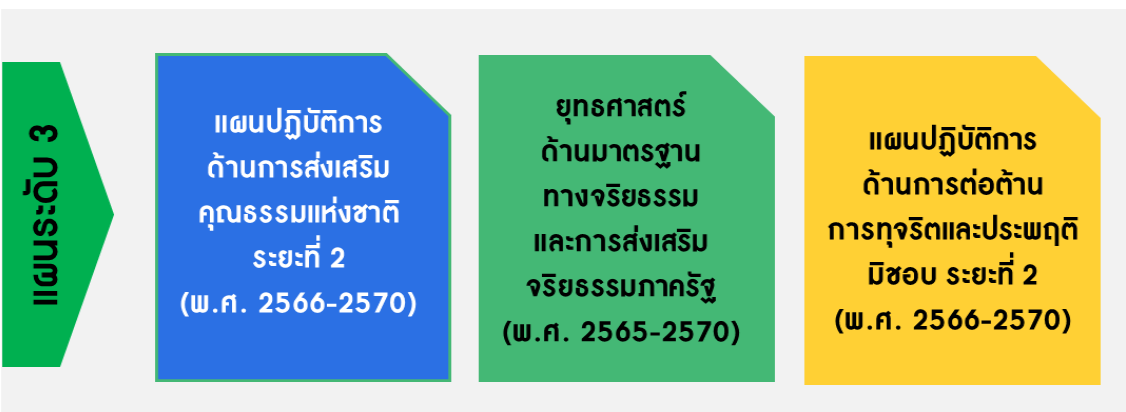 แผนระดับ 3
แผนปฏิบัติการ
ด้านการส่งเสริม
คุณธรรมแห่งชาติ
ระยะที่ 2
(พ.ศ. 2566-2570)
ยุทธศาสตร์
ด้านมาตรฐาน
ทางจริยธรรม
และการส่งเสริม
จริยธรรมภาครัฐ
(พ.ศ. 2565-2570)
แผนปฏิบัติการ
ด้านการต่อต้าน
การทุจริตและประพฤติ
มิชอบ ระยะที่ 2
(พ.ศ. 2566-2570)